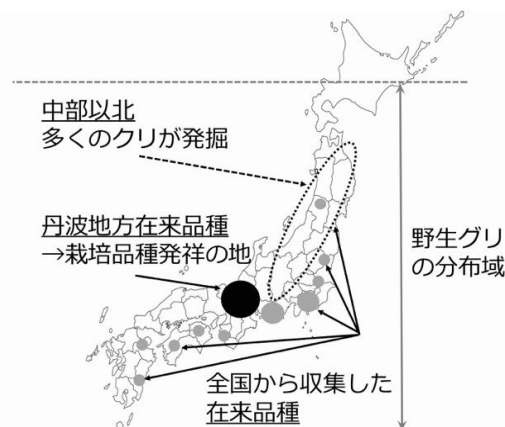 中部以北
多くのクリが発掘
丹波地方在来品種
→栽培品種発祥の地
野生グリ
の分布域
全国から収集した
在来品種